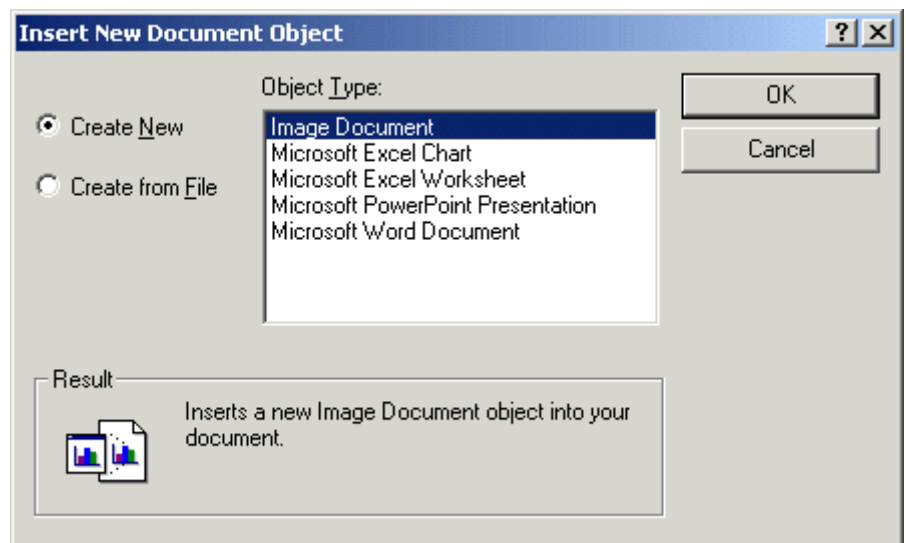 Insert New Document Object
Object Type:
Create New
Create from File
Image Document
Microsoft Excel Chart
Microsoft Excel Worksheet
Microsoft PowerPoint Presentation
Microsoft Word Document
OK
Cancel
Result
Inserts a new Image Document object into your
document.